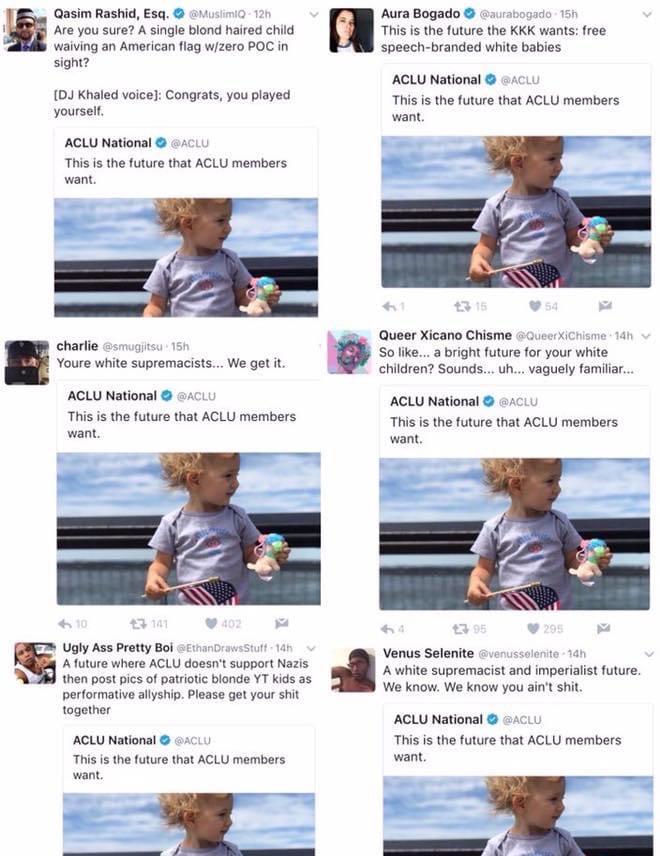 Qasim Rashid, Esq. @MuslimIQ · 12h
Are you sure? A single blond haired child
waiving an American flag w/zero POC in
sight?
[DJ Khaled voice]: Congrats, you played
yourself.
ACLU National @ACLU
This is the future that ACLU members
want.
Aura Bogado @aurabogado · 15h
This is the future the KKK wants: free
speech-branded white babies
ACLU National @ACLU
This is the future that ACLU members
want.
1 15 54
charlie @smugjitsu · 15h
Youre white supremacists... We get it.
ACLU National @ACLU
This is the future that ACLU members
want.
10 141 402
Queer Xicano Chisme @QueerXiChisme · 14h
So like... a bright future for your white
children? Sounds... uh... vaguely familiar...
ACLU National @ACLU
This is the future that ACLU members
want.
4 95 295
Ugly Ass Pretty Boi @EthanDrawsStuff · 14h
A future where ACLU doesn't support Nazis
then post pics of patriotic blonde YT kids as
performative allyship. Please get your shit
together
ACLU National @ACLU
This is the future that ACLU members
want.
Venus Selenite @venusselenite · 14h
A white supremacist and imperialist future.
We know. We know you ain't shit.
ACLU National @ACLU
This is the future that ACLU members
want.